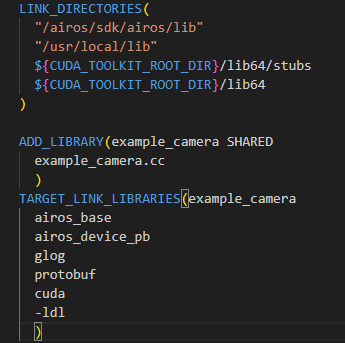 LINK_DIRECTORIES(
"/airos/sdk/airos/lib"
"/usr/local/lib"
${CUDA_TOOLKIT_ROOT_DIR}/lib64/stubs
${CUDA_TOOLKIT_ROOT_DIR}/lib64
)
ADD_LIBRARY(example_camera SHARED
example_camera.cc
)
TARGET_LINK_LIBRARIES(example_camera
airos_base
airos_device_pb
glog
protobuf
cuda
-ldl
)